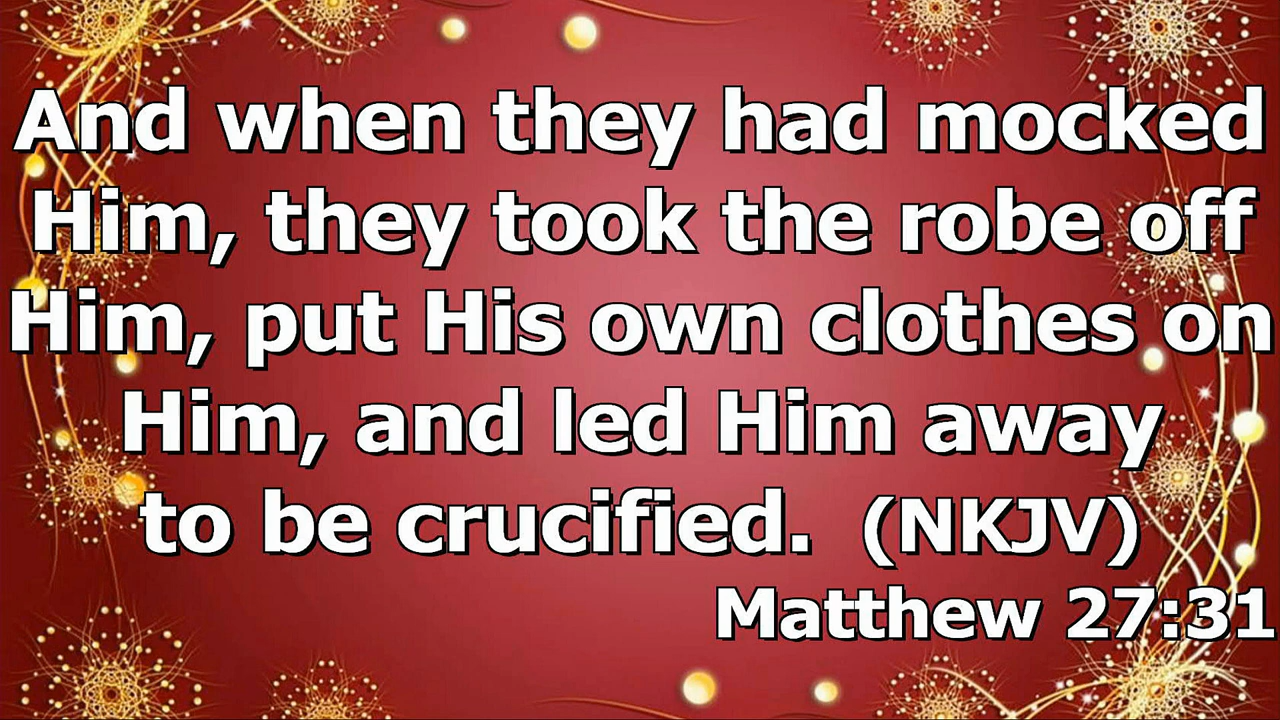 And when they had mocked
Him, they took the robe off
Him, put His own clothes on
Him, and led Him away
to be crucified. (NKJV)
Matthew 27:31